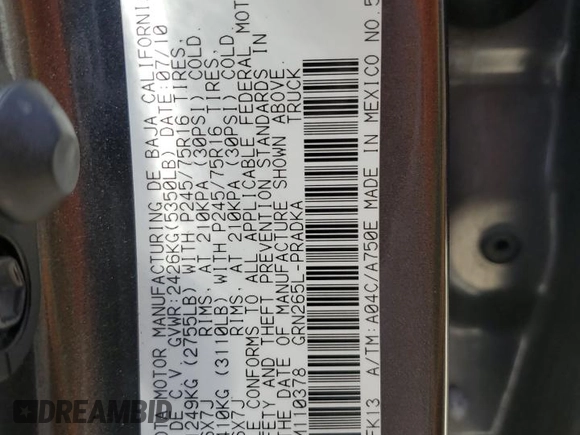 OTA MOTOR MANUFACTURING DE BAJA CALIFORNI
DE C.V. GVWR:2426KG(5350LB) DATE:07/10
249KG (2755LB) WITH P245/75R16 TIRES,
6X7J RIMS, AT 210KPA (30PSI) COLD.
410KG (3110LB) WITH P245/75R16 TIRES,
6X7J RIMS, AT 210KPA (30PSI) COLD.
E CONFORMS TO ALL APPLICABLE FEDERAL MOT
EETY AND THEFT PREVENTION STANDARDS IN
THE DATE OF MANUFACTURE SHOWN ABOVE.
M110378 TRUCK
GRN265L-PRADKA
FK13 A/TM:A04C/A750E MADE IN MEXICO NO.5